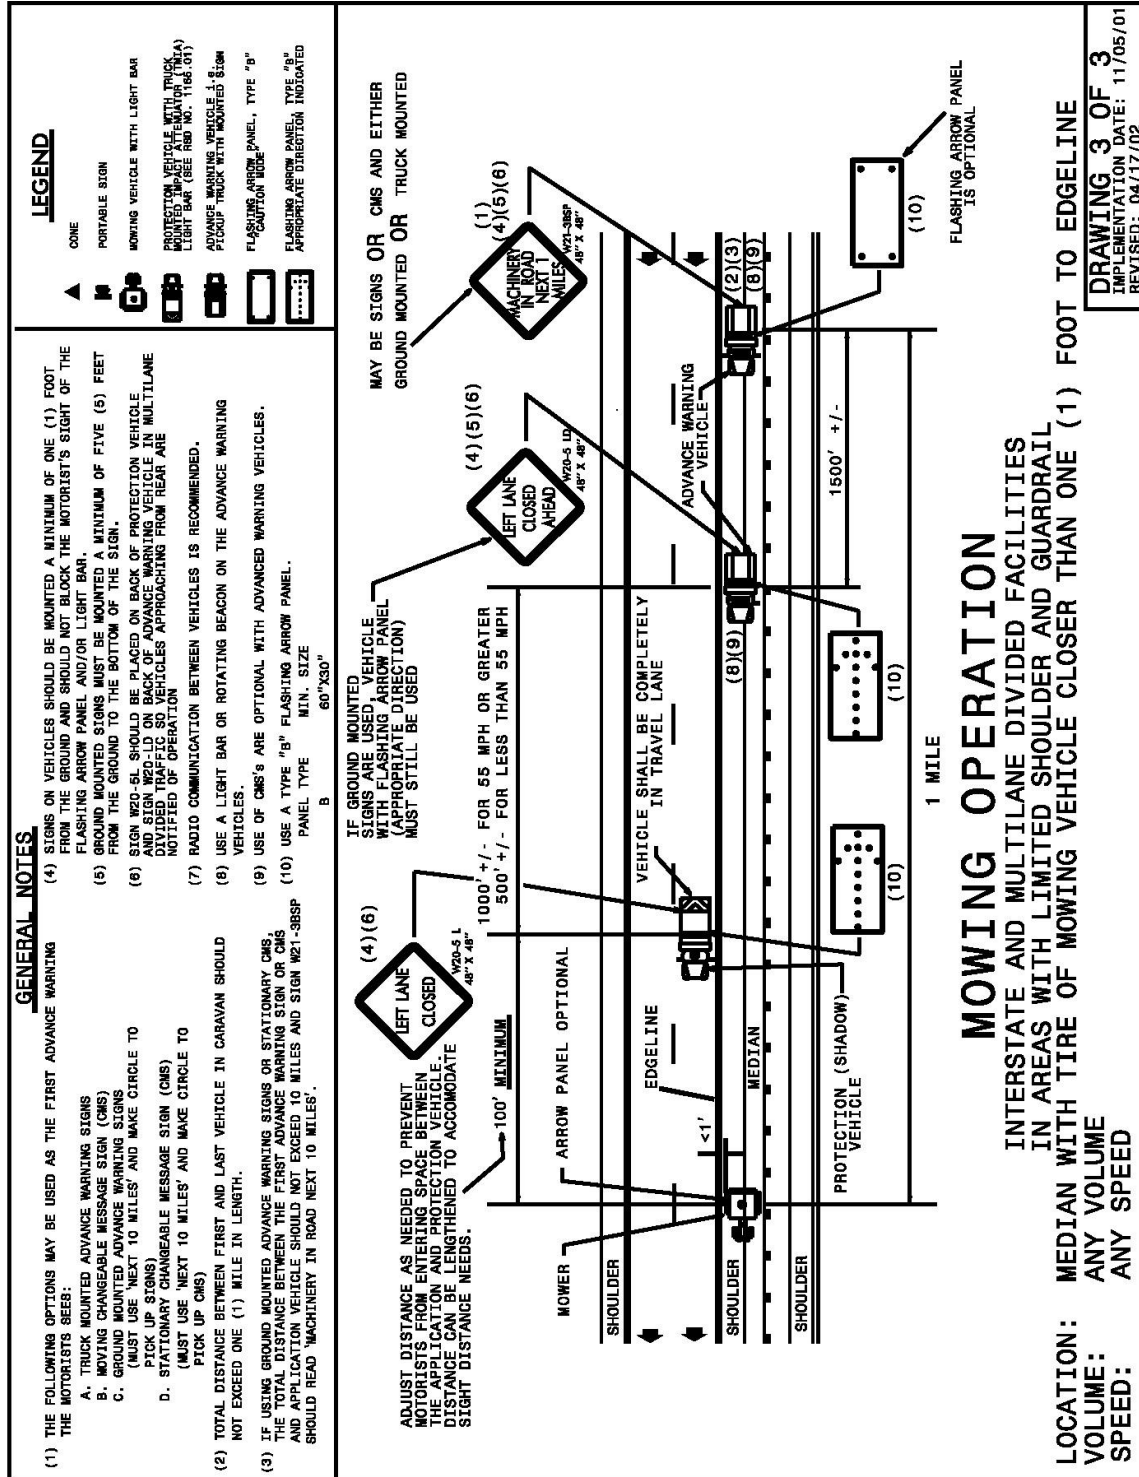 GENERAL NOTES
(1) THE FOLLOWING OPTIONS MAY BE USED AS THE FIRST ADVANCE WARNING
THE MOTORISTS SEES:
A. TRUCK MOUNTED ADVANCE WARNING SIGNS
B. MOVING CHANGEABLE MESSAGE SIGN (CMS)
C. GROUND MOUNTED ADVANCE WARNING SIGNS
(MUST USE 'NEXT 10 MILES' AND MAKE CIRCLE TO
PICK UP SIGNS)
D. STATIONARY CHANGEABLE MESSAGE SIGN (CMS)
(MUST USE 'NEXT 10 MILES' AND MAKE CIRCLE TO
PICK UP CMS)
(2) TOTAL DISTANCE BETWEEN FIRST AND LAST VEHICLE IN CARAVAN SHOULD
NOT EXCEED ONE (1) MILE IN LENGTH.
(3) IF USING GROUND MOUNTED ADVANCE WARNING SIGNS OR STATIONARY CMS,
THE TOTAL DISTANCE BETWEEN THE FIRST ADVANCE WARNING SIGN OR CMS
AND APPLICATION VEHICLE SHOULD NOT EXCEED 10 MILES AND SIGN W21-3BSP
SHOULD READ 'MACHINERY IN ROAD NEXT 10 MILES'.
(4) SIGNS ON VEHICLES SHOULD BE MOUNTED A MINIMUM OF ONE (1) FOOT
FROM THE GROUND AND SHOULD NOT BLOCK THE MOTORIST'S SIGHT OF THE
FLASHING ARROW PANEL AND/OR LIGHT BAR.
(5) GROUND MOUNTED SIGNS MUST BE MOUNTED A MINIMUM OF FIVE (5) FEET
FROM THE GROUND TO THE BOTTOM OF THE SIGN.
(6) SIGN W20-5L SHOULD BE PLACED ON BACK OF PROTECTION VEHICLE
AND SIGN W20-LD ON BACK OF ADVANCE WARNING VEHICLE IN MULTILANE
DIVIDED TRAFFIC SO VEHICLES APPROACHING FROM REAR ARE
NOTIFIED OF OPERATION
(7) RADIO COMMUNICATION BETWEEN VEHICLES IS RECOMMENDED.
(8) USE A LIGHT BAR OR ROTATING BEACON ON THE ADVANCE WARNING
VEHICLES.
(9) USE OF CMS's ARE OPTIONAL WITH ADVANCED WARNING VEHICLES.
(10) USE A TYPE "B" FLASHING ARROW PANEL.
PANEL TYPE MIN. SIZE
B 60"X30"
LEGEND
CONE
PORTABLE SIGN
MOWING VEHICLE WITH LIGHT BAR
PROTECTION VEHICLE WITH TRUCK
MOUNTED IMPACT ATTENUATOR (TMIA)
LIGHT BAR (SEE RBD NO. 1166.01)
ADVANCE WARNING VEHICLE i.e.
PICKUP TRUCK WITH MOUNTED SIGN
FLASHING ARROW PANEL, TYPE "B"
"CAUTION MODE"
FLASHING ARROW PANEL, TYPE "B"
APPROPRIATE DIRECTION INDICATED
ADJUST DISTANCE AS NEEDED TO PREVENT
MOTORISTS FROM ENTERING SPACE BETWEEN
THE APPLICATION AND PROTECTION VEHICLE.
DISTANCE CAN BE LENGTHENED TO ACCOMODATE
SIGHT DISTANCE NEEDS.
(4)(6)
LEFT LANE
CLOSED
W20-5 L
48" X 48"
IF GROUND MOUNTED
SIGNS ARE USED, VEHICLE
WITH FLASHING ARROW PANEL
(APPROPRIATE DIRECTION)
MUST STILL BE USED
(4)(5)(6)
LEFT LANE
CLOSED
AHEAD
W20-5 LD
48" X 48"
MAY BE SIGNS OR CMS AND EITHER
GROUND MOUNTED OR TRUCK MOUNTED
(1)
(4)(5)(6)
MACHINERY
IN ROAD
NEXT 1
MILES
W21-3BSP
48" X 48"
100' MINIMUM
1000' +/- FOR 55 MPH OR GREATER
500' +/- FOR LESS THAN 55 MPH
MOWER
ARROW PANEL OPTIONAL
VEHICLE SHALL BE COMPLETELY
IN TRAVEL LANE
ADVANCE WARNING
VEHICLE
SHOULDER
EDGELINE
<1'
SHOULDER
MEDIAN
(8)(9)
(2)(3)
(8)(9)
SHOULDER
PROTECTION (SHADOW)
VEHICLE
(10)
(10)
(10)
1500' +/-
FLASHING ARROW PANEL
IS OPTIONAL
1 MILE
MOWING OPERATION
INTERSTATE AND MULTILANE DIVIDED FACILITIES
IN AREAS WITH LIMITED SHOULDER AND GUARDRAIL
LOCATION: MEDIAN WITH TIRE OF MOWING VEHICLE CLOSER THAN ONE (1) FOOT TO EDGELINE
VOLUME: ANY VOLUME
SPEED: ANY SPEED
DRAWING 3 OF 3
IMPLEMENTATION DATE: 11/05/01
REVISED: 04/17/02